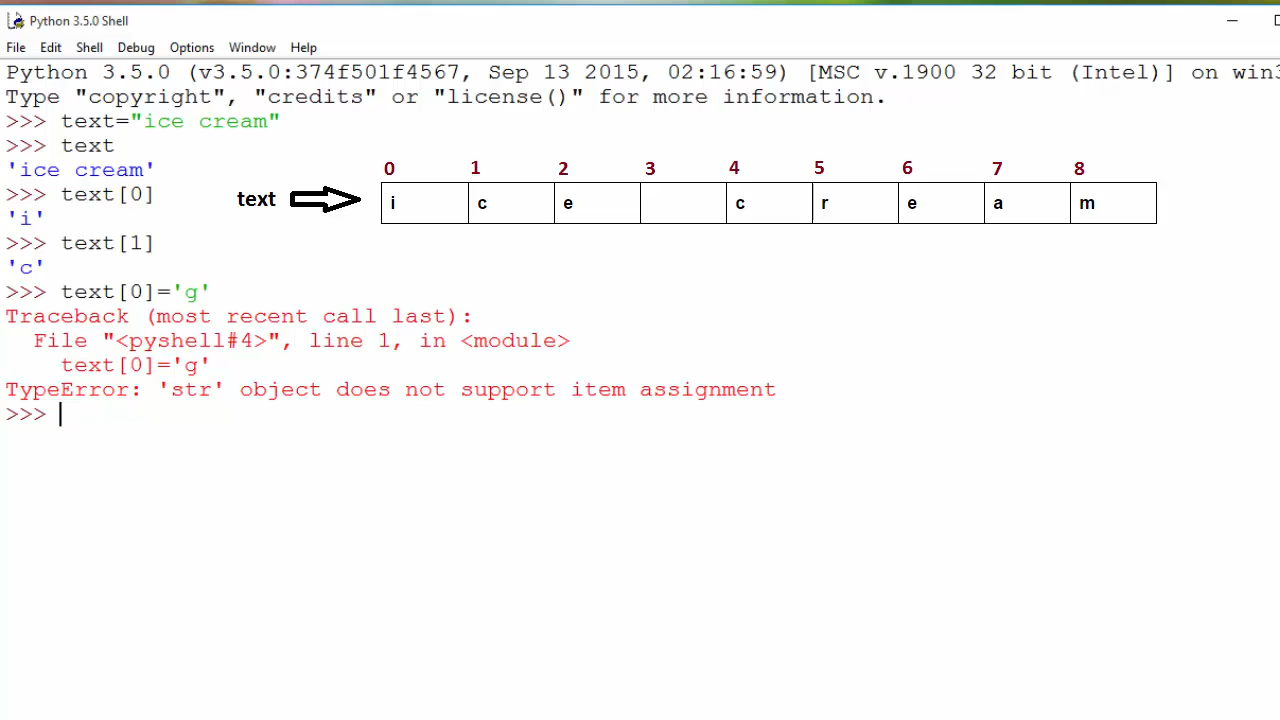 Python 3.5.0 Shell
File Edit Shell Debug Options Window Help
Python 3.5.0 (v3.5.0:374f501f4567, Sep 13 2015, 02:16:59) [MSC v.1900 32 bit (Intel)] on win3
Type "copyright", "credits" or "license()" for more information.
>>> text="ice cream"
>>> text
'ice cream'
0 1 2 3 4 5 6 7 8
>>> text[0]
text i c e c r e a m
'i'
>>> text[1]
'c'
>>> text[0]='g'
Traceback (most recent call last):
  File "<pyshell#4>", line 1, in <module>
    text[0]='g'
TypeError: 'str' object does not support item assignment
>>>